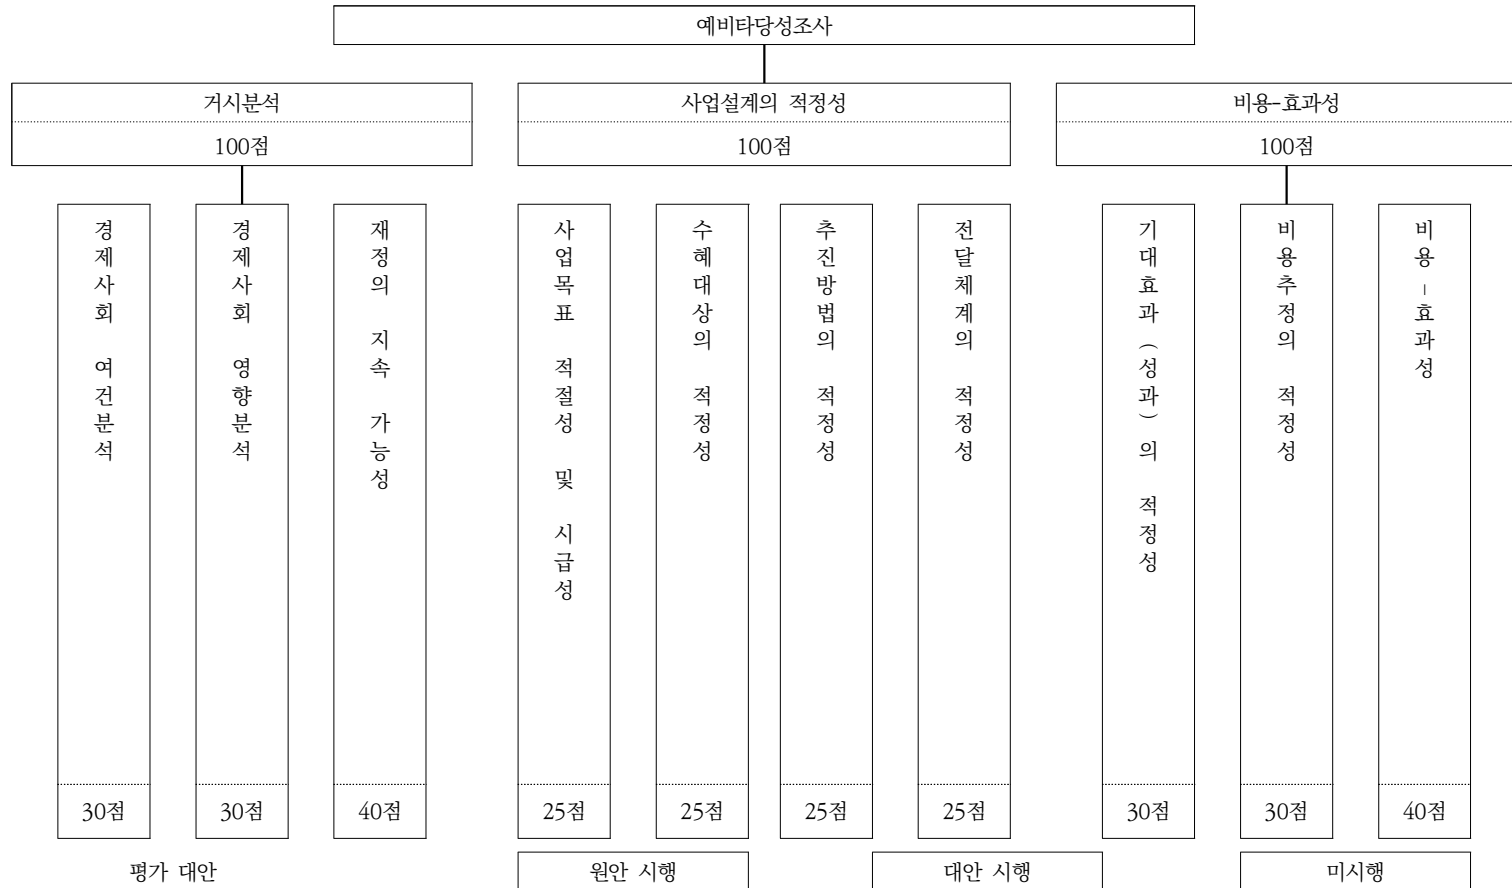 예비타당성조사
거시분석
100점
사업설계의 적정성
100점
비용-효과성
100점
경제사회 여건분석
30점
경제사회 영향분석
30점
재정의 지속 가능성
40점
사업목표 적절성 및 시급성
25점
수혜대상의 적정성
25점
추진방법의 적정성
25점
전달체계의 적정성
25점
기대효과(성과)의 적정성
30점
비용추정의 적정성
30점
비용-효과성
40점
평가 대안
원안 시행
대안 시행
미시행